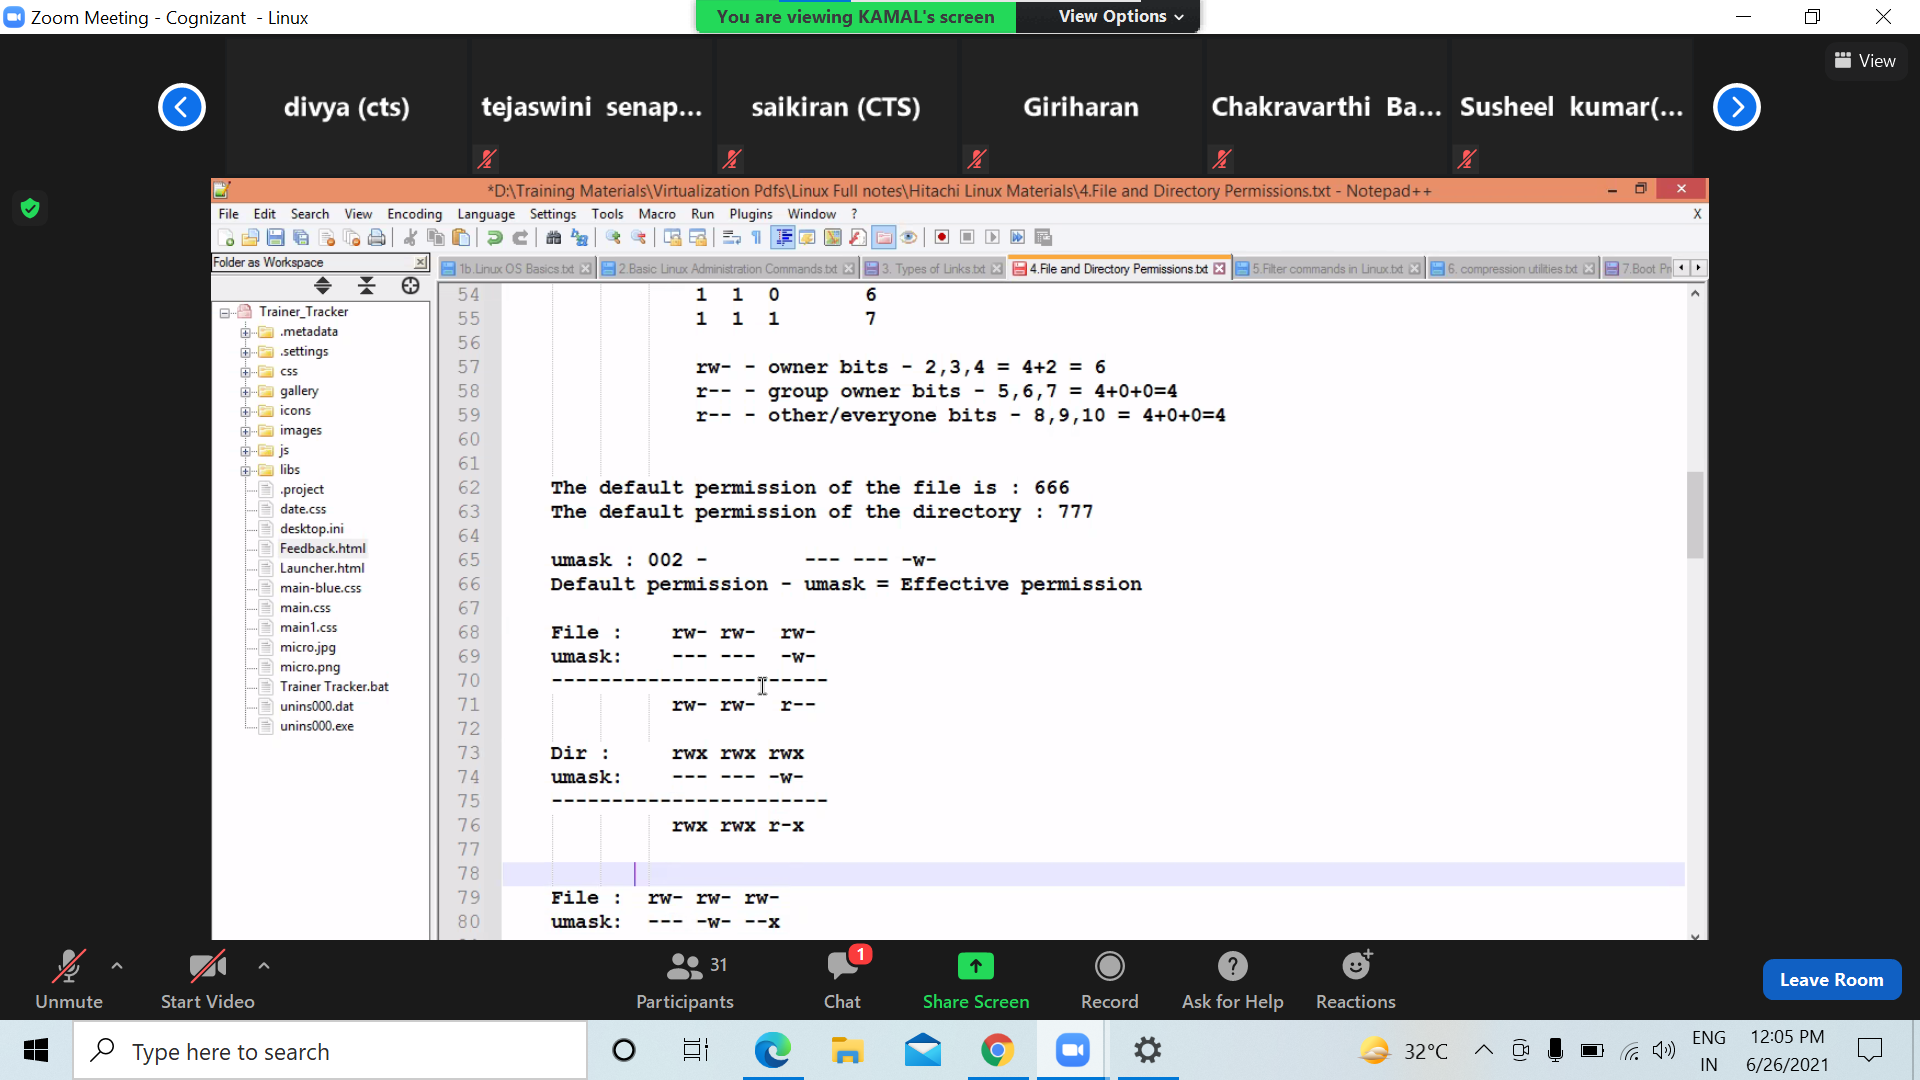 Zoom Meeting - Cognizant - Linux
You are viewing KAMAL's screen
View Options
View
divya (cts)
tejaswini senap...
saikiran (CTS)
Giriharan
Chakravarthi Ba...
Susheel kumar(...
*D:\Training Materials\Virtualization Pdfs\Linux Full notes\Hitachi Linux Materials\4.File and Directory Permissions.txt - Notepad++
File Edit Search View Encoding Language Settings Tools Macro Run Plugins Window ? X
Folder as Workspace
1b.Linux OS Basics.txt
2.Basic Linux Administration Commands.txt
3. Types of Links.txt
4.File and Directory Permissions.txt
5.Filter commands in Linux.txt
6. compression utilities.txt
7.Boot Pr
Trainer_Tracker
.metadata
.settings
css
gallery
icons
images
js
libs
.project
date.css
desktop.ini
Feedback.html
Launcher.html
main-blue.css
main.css
main1.css
micro.jpg
micro.png
Trainer Tracker.bat
unins000.dat
unins000.exe
54 1 1 0 6
55 1 1 1 7
56
57 rw- - owner bits - 2,3,4 = 4+2 = 6
58 r-- - group owner bits - 5,6,7 = 4+0+0=4
59 r-- - other/everyone bits - 8,9,10 = 4+0+0=4
60
61
62 The default permission of the file is : 666
63 The default permission of the directory : 777
64
65 umask : 002 - --- --- -w-
66 Default permission - umask = Effective permission
67
68 File : rw- rw- rw-
69 umask: --- --- -w-
70 -----------------------
71 rw- rw- r--
72
73 Dir : rwx rwx rwx
74 umask: --- --- -w-
75 -----------------------
76 rwx rwx r-x
77
78
79 File : rw- rw- rw-
80 umask: --- -w- --x
Unmute
Start Video
31
Participants
1
Chat
Share Screen
Record
Ask for Help
Reactions
Leave Room
Type here to search
32°C
ENG
IN
12:05 PM
6/26/2021